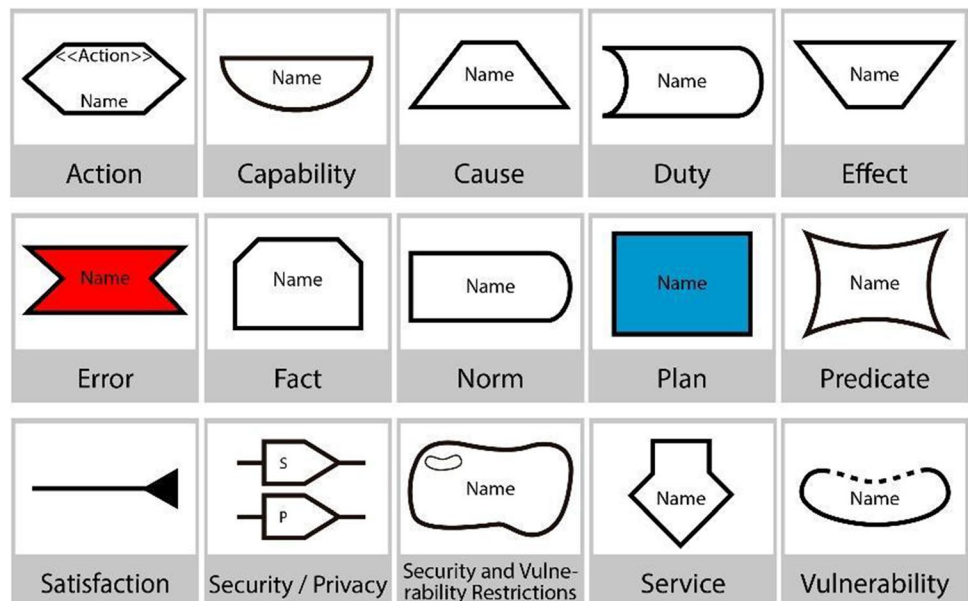 <<Action>>
Name
Action
Name
Capability
Name
Cause
Name
Duty
Name
Effect
Name
Error
Name
Fact
Name
Norm
Name
Plan
Name
Predicate
Satisfaction
S
P
Security / Privacy
Name
Security and Vulne-
rability Restrictions
Name
Service
Name
Vulnerability